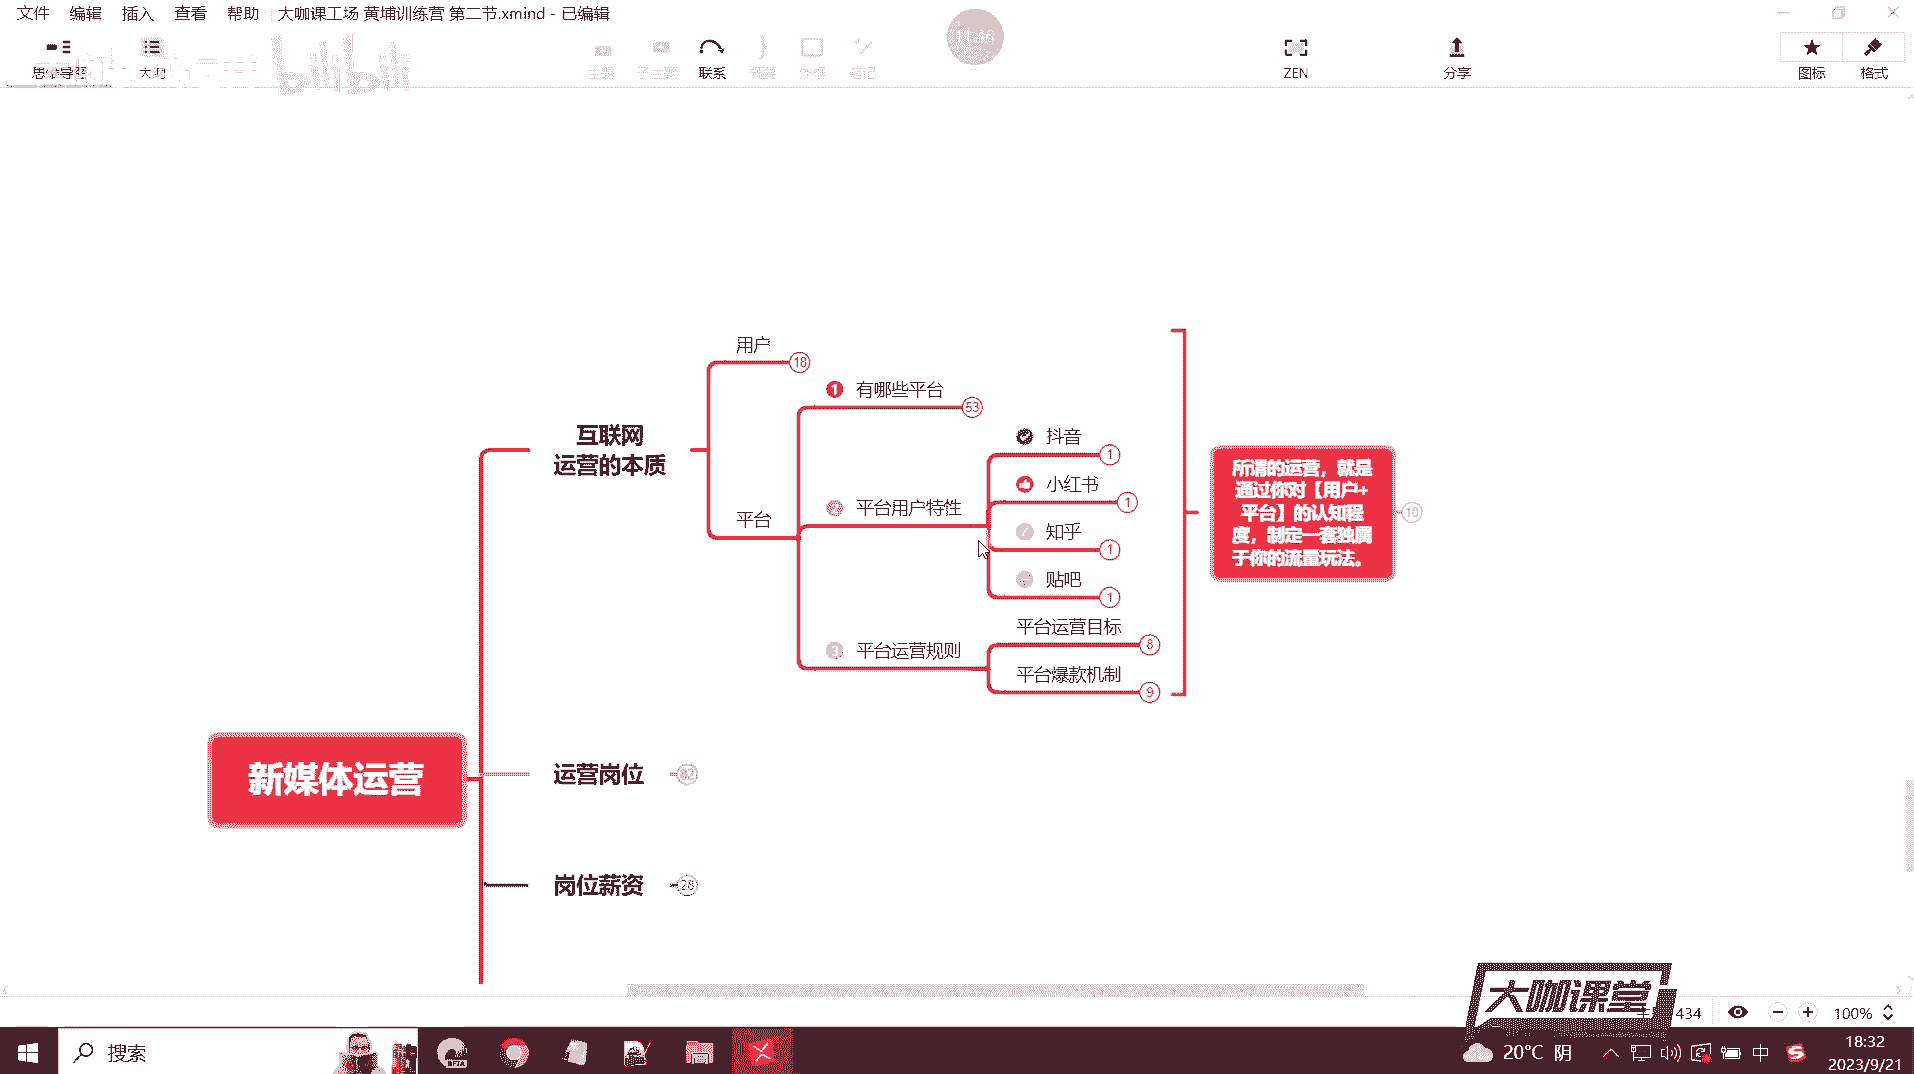 文件 编辑 插入 查看 帮助 大咖课工场 黄埔训练营 第二节.xmind - 已编辑
11:46
思维导图 大纲 主题 子主题 联系 概要 外框 笔记 ZEN 分享 图标 格式
bilibili
用户
18
1 有哪些平台
53
抖音
1
互联网
运营的本质
小红书
1
2 平台用户特性
平台
知乎
1
贴吧
1
平台运营目标
8
3 平台运营规则
平台爆款机制
9
所谓的运营，就是
通过你对【用户+
平台】的认知程
度，制定一套独属
于你的流量玩法。
10
新媒体运营
运营岗位
82
岗位薪资
28
大咖课堂
434
100%
搜索
20°C 阴
中
18:32
2023/9/21